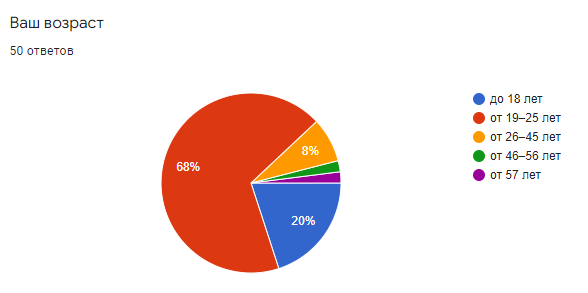 Ваш возраст
50 ответов
до 18 лет
от 19–25 лет
от 26–45 лет
от 46–56 лет
от 57 лет
68%
8%
20%